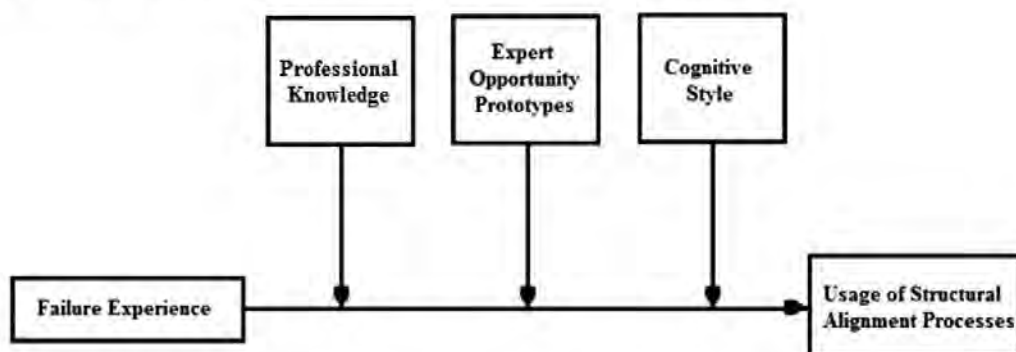 Professional
Knowledge
Expert
Opportunity
Prototypes
Cognitive
Style
Failure Experience
Usage of Structural
Alignment Processes